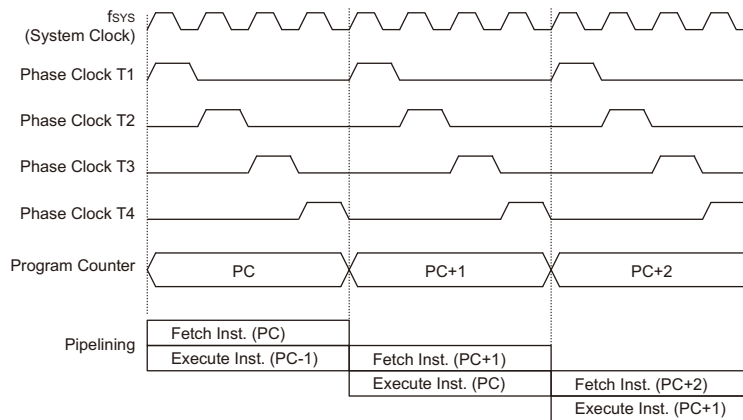 fSYS
(System Clock)
Phase Clock T1
Phase Clock T2
Phase Clock T3
Phase Clock T4
Program Counter
PC
PC+1
PC+2
Pipelining
Fetch Inst. (PC)
Execute Inst. (PC-1)
Fetch Inst. (PC+1)
Execute Inst. (PC)
Fetch Inst. (PC+2)
Execute Inst. (PC+1)